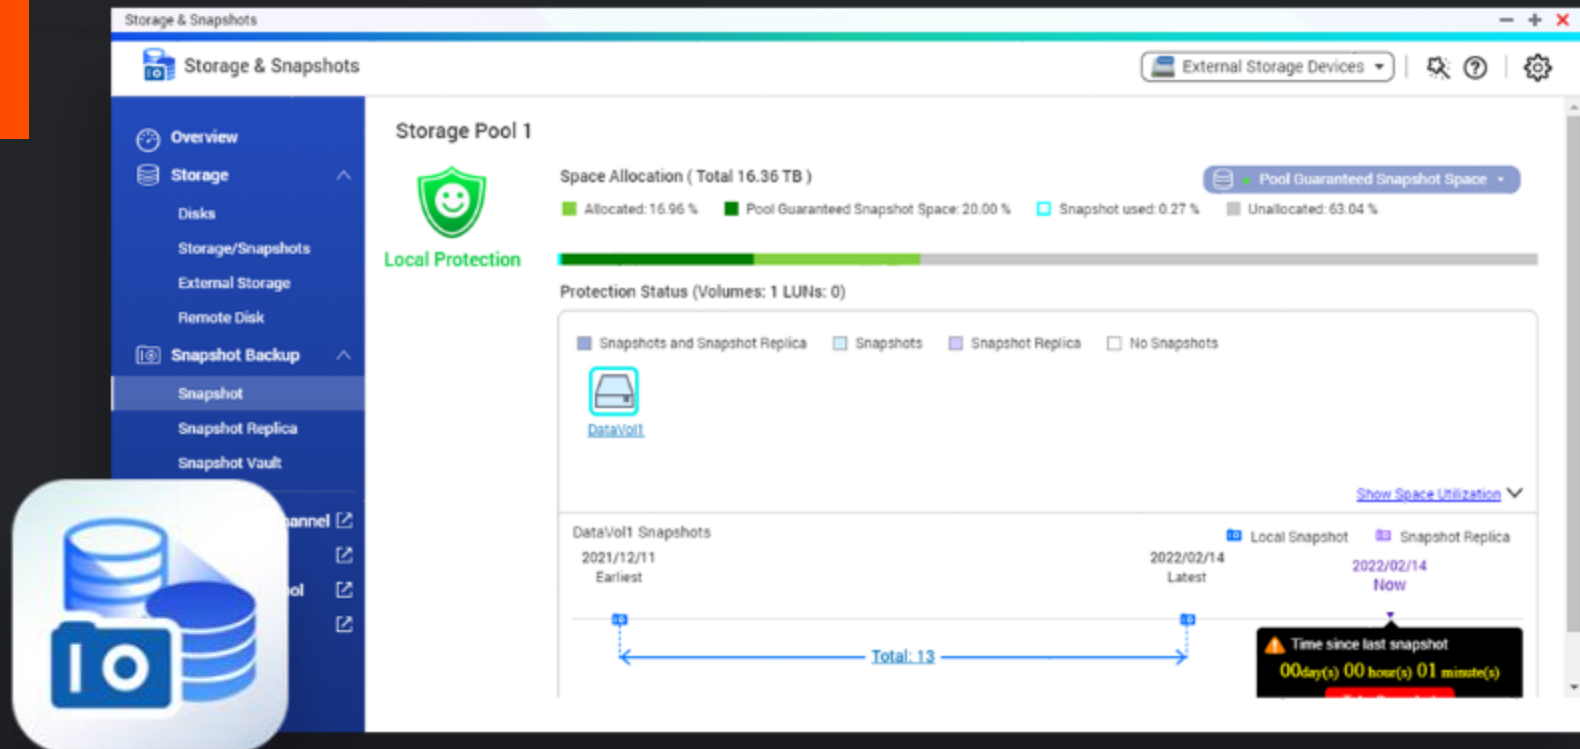 Storage & Snapshots
Storage & Snapshots
External Storage Devices
Overview
Storage
Disks
Storage/Snapshots
External Storage
Remote Disk
Snapshot Backup
Snapshot
Snapshot Replica
Snapshot Vault
annel
ol
Storage Pool 1
Local Protection
Space Allocation ( Total 16.36 TB )
Pool Guaranteed Snapshot Space
Allocated: 16.96 % Pool Guaranteed Snapshot Space: 20.00 % Snapshot used: 0.27 % Unallocated: 63.04 %
Protection Status (Volumes: 1 LUNs: 0)
Snapshots and Snapshot Replica Snapshots Snapshot Replica No Snapshots
DataVol1
Show Space Utilization
DataVol1 Snapshots
Local Snapshot Snapshot Replica
2021/12/11
Earliest
2022/02/14
Latest
2022/02/14
Now
Total: 13
Time since last snapshot
00day(s) 00 hour(s) 01 minute(s)